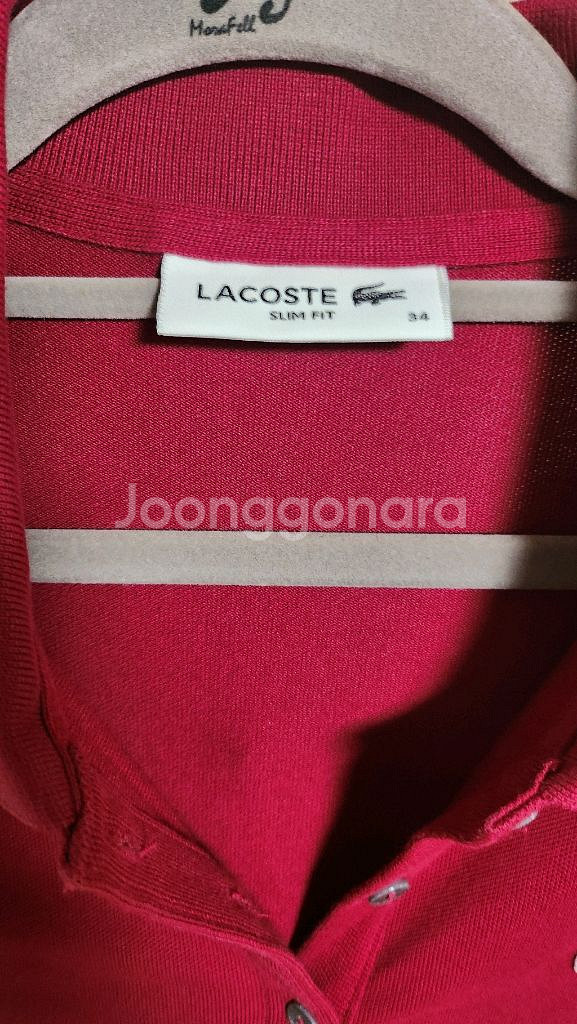 MoraFell
LACOSTE
SLIM FIT
34
Joonggonara